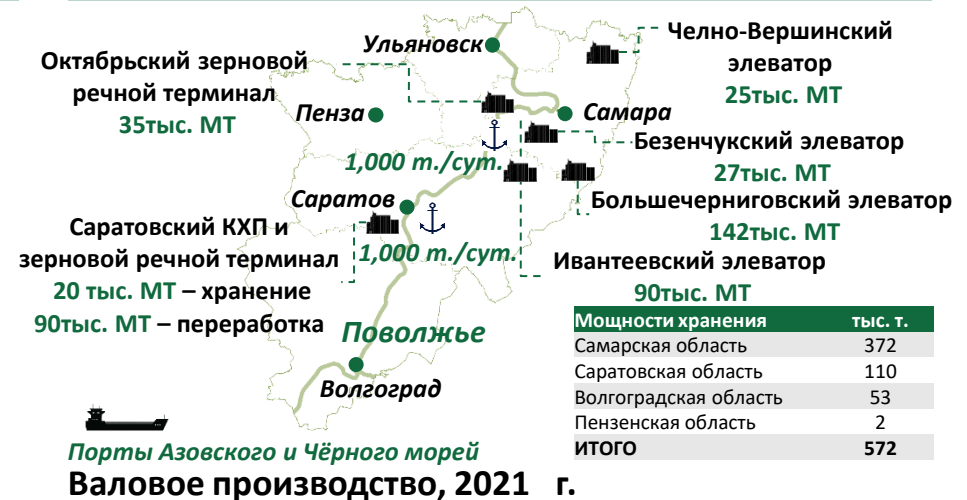 Ульяновск
Челно-Вершинский
элеватор
25тыс. МТ
Октябрьский зерновой
речной терминал
35тыс. МТ
Пенза
Самара
Безенчукский элеватор
27тыс. МТ
1,000 т./сут.
Большечерниговский элеватор
142тыс. МТ
Саратов
Саратовский КХП и
зерновой речной терминал
20 тыс. МТ – хранение
90тыс. МТ – переработка
1,000 т./сут.
Ивантеевский элеватор
90тыс. МТ
Поволжье
Волгоград
Мощности хранения тыс. т.
Самарская область 372
Саратовская область 110
Волгоградская область 53
Пензенская область 2
ИТОГО 572
Порты Азовского и Чёрного морей
Валовое производство, 2021 г.